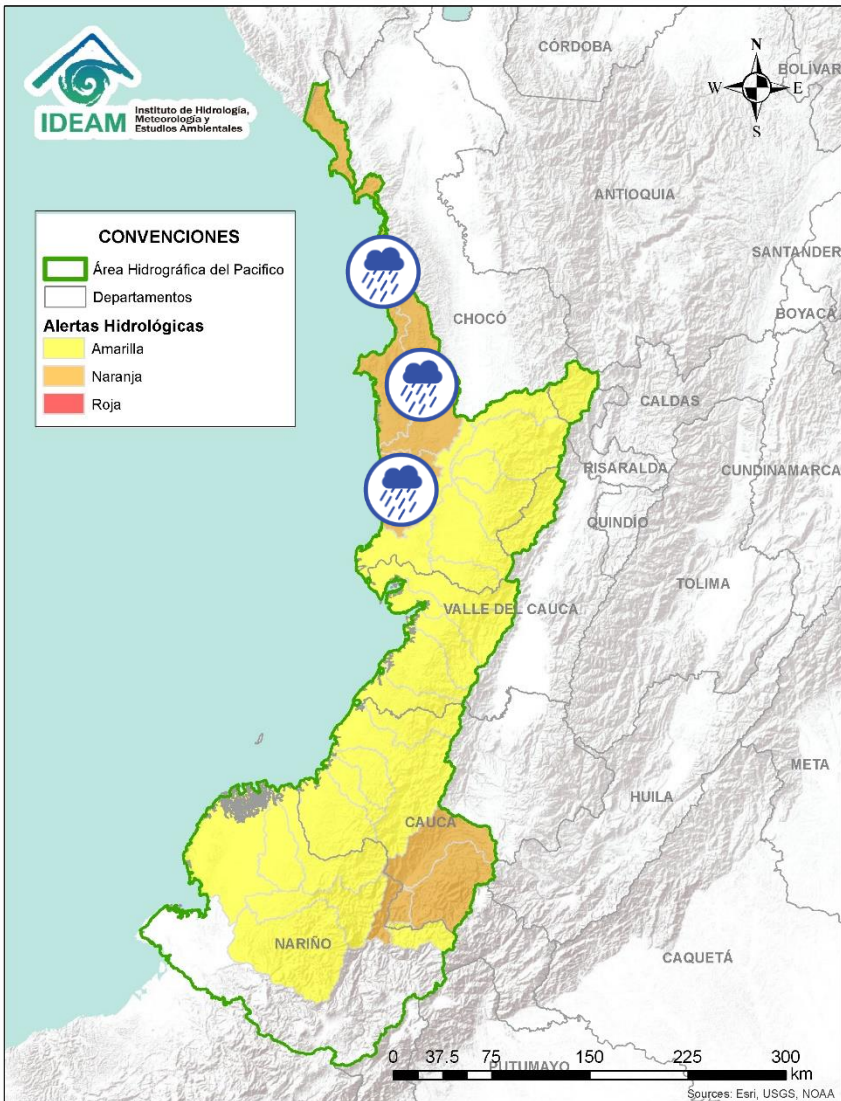 IDEAM
Instituto de Hidrología,
Meteorología y
Estudios Ambientales
N
W
E
S
CÓRDOBA
BOLÍVAR
ANTIOQUIA
SANTANDER
BOYACÁ
CHOCÓ
CALDAS
RISARALDA
CUNDINAMARCA
QUINDÍO
TOLIMA
VALLE DEL CAUCA
META
HUILA
CAUCA
NARIÑO
CAQUETÁ
PUTUMAYO
CONVENCIONES
Área Hidrográfica del Pacifico
Departamentos
Alertas Hidrológicas
Amarilla
Naranja
Roja
0 37.5 75 150 225 300
km
Sources: Esri, USGS, NOAA